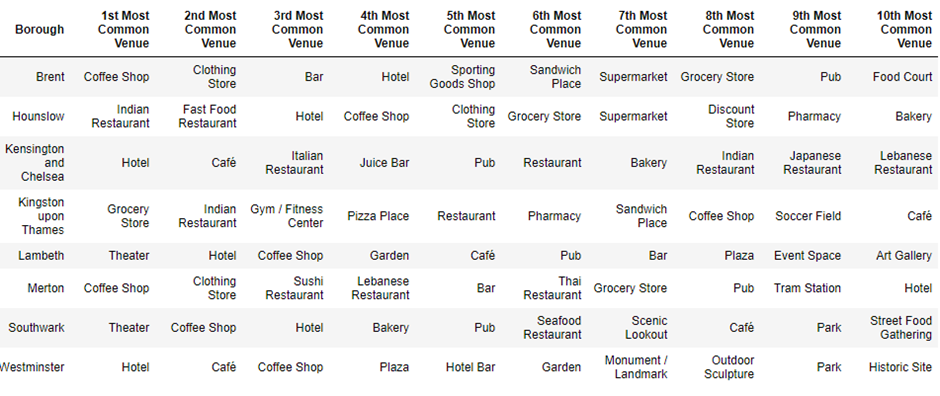 Borough 1st Most Common Venue 2nd Most Common Venue 3rd Most Common Venue 4th Most Common Venue 5th Most Common Venue 6th Most Common Venue 7th Most Common Venue 8th Most Common Venue 9th Most Common Venue 10th Most Common Venue
Brent Coffee Shop Clothing Store Bar Hotel Sporting Goods Shop Sandwich Place Supermarket Grocery Store Pub Food Court
Hounslow Indian Restaurant Fast Food Restaurant Hotel Coffee Shop Clothing Store Grocery Store Supermarket Discount Store Pharmacy Bakery
Kensington and Chelsea Hotel Café Italian Restaurant Juice Bar Pub Restaurant Bakery Indian Restaurant Japanese Restaurant Lebanese Restaurant
Kingston upon Thames Grocery Store Indian Restaurant Gym / Fitness Center Pizza Place Restaurant Pharmacy Sandwich Place Coffee Shop Soccer Field Café
Lambeth Theater Hotel Coffee Shop Garden Café Pub Bar Plaza Event Space Art Gallery
Merton Coffee Shop Clothing Store Sushi Restaurant Lebanese Restaurant Bar Thai Restaurant Grocery Store Pub Tram Station Hotel
Southwark Theater Coffee Shop Hotel Bakery Pub Seafood Restaurant Scenic Lookout Café Park Street Food Gathering
Westminster Hotel Café Coffee Shop Plaza Hotel Bar Garden Monument / Landmark Outdoor Sculpture Park Historic Site